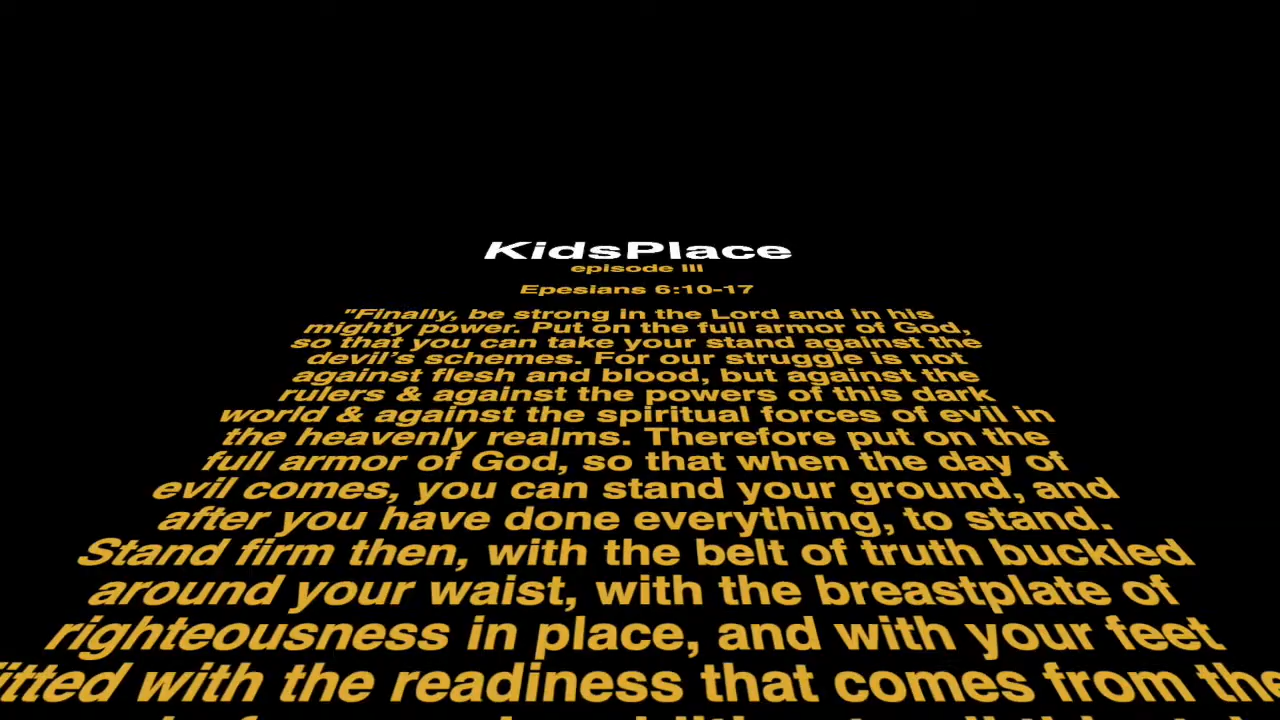 KidsPlace
episode III
Epesians 6:10-17
"Finally, be strong in the Lord and in his
mighty power. Put on the full armor of God,
so that you can take your stand against the
devil's schemes. For our struggle is not
against flesh and blood, but against the
rulers & against the powers of this dark
world & against the spiritual forces of evil in
the heavenly realms. Therefore put on the
full armor of God, so that when the day of
evil comes, you can stand your ground, and
after you have done everything, to stand.
Stand firm then, with the belt of truth buckled
around your waist, with the breastplate of
righteousness in place, and with your feet
itted with the readiness that comes from the